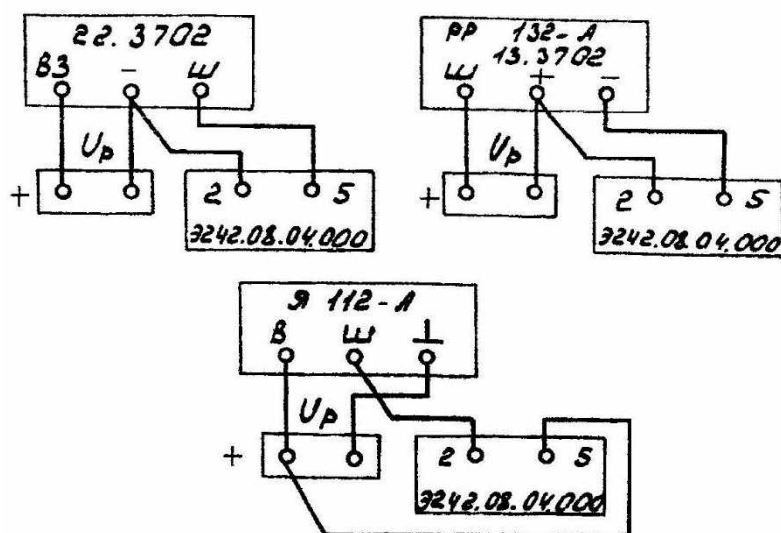 22.3702
ВЗ – Ш
Uр
+
2 5
Э242.08.04.000
РР 132-А
13.3702
Ш + –
Uр
+
2 5
Э242.08.04.000
Я 112-А
В Ш ⊥
Uр
+
2 5
Э242.08.04.000